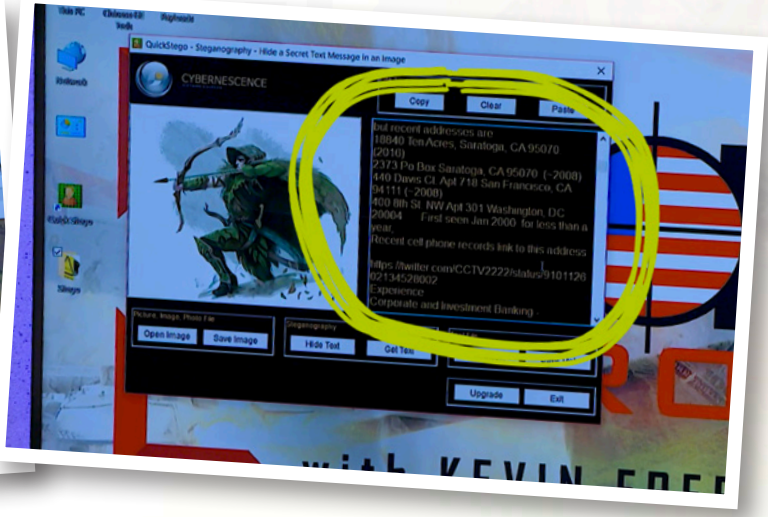 This PC
Network
QuickStego
Stego
QuickStego - Steganography - Hide a Secret Text Message in an Image
CYBERNESCENCE
Copy Clear Paste
but recent addresses are
18840 Ten Acres, Saratoga, CA 95070
(2016)
2373 Po Box Saratoga, CA 95070 (~2008)
440 Davis Ct Apt 718 San Francisco, CA
94111 (~2008)
400 8th St NW Apt 301 Washington, DC
20004 First seen Jan 2000 for less than a
year,
Recent cell phone records link to this address
https://twitter.com/CCTV2222/status/9101126
02134528002
Experience
Corporate and Investment Banking -
Picture, Image, Photo File
Open Image Save Image
Steganography
Hide Text Get Text
Upgrade Exit
with KEVIN